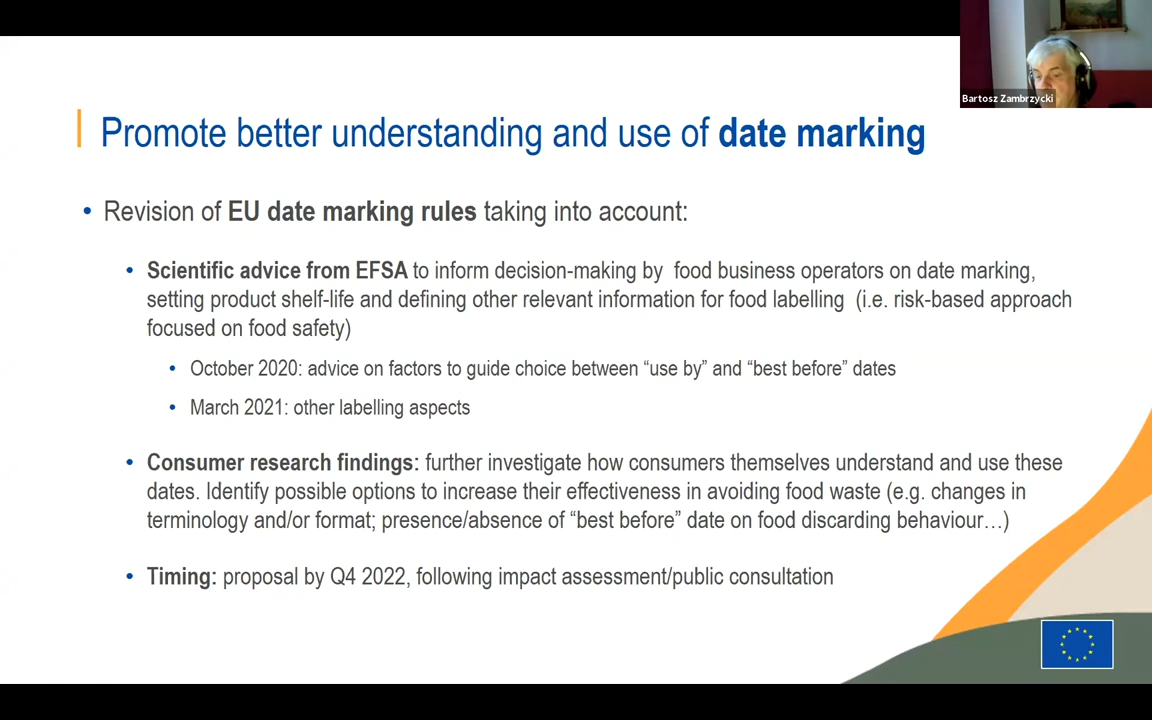 Bartosz Zambrzycki
Promote better understanding and use of date marking
• Revision of EU date marking rules taking into account:
• Scientific advice from EFSA to inform decision-making by food business operators on date marking,
setting product shelf-life and defining other relevant information for food labelling (i.e. risk-based approach
focused on food safety)
• October 2020: advice on factors to guide choice between “use by” and “best before” dates
• March 2021: other labelling aspects
• Consumer research findings: further investigate how consumers themselves understand and use these
dates. Identify possible options to increase their effectiveness in avoiding food waste (e.g. changes in
terminology and/or format; presence/absence of “best before” date on food discarding behaviour…)
• Timing: proposal by Q4 2022, following impact assessment/public consultation